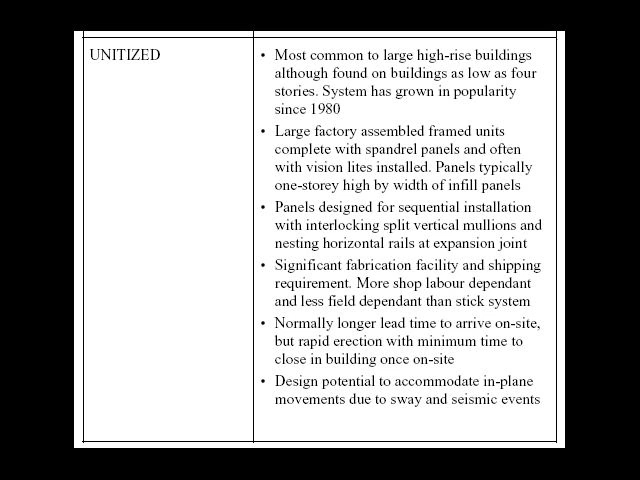 UNITIZED
• Most common to large high-rise buildings
although found on buildings as low as four
stories. System has grown in popularity
since 1980
• Large factory assembled framed units
complete with spandrel panels and often
with vision lites installed. Panels typically
one-storey high by width of infill panels
• Panels designed for sequential installation
with interlocking split vertical mullions and
nesting horizontal rails at expansion joint
• Significant fabrication facility and shipping
requirement. More shop labour dependant
and less field dependant than stick system
• Normally longer lead time to arrive on-site,
but rapid erection with minimum time to
close in building once on-site
• Design potential to accommodate in-plane
movements due to sway and seismic events